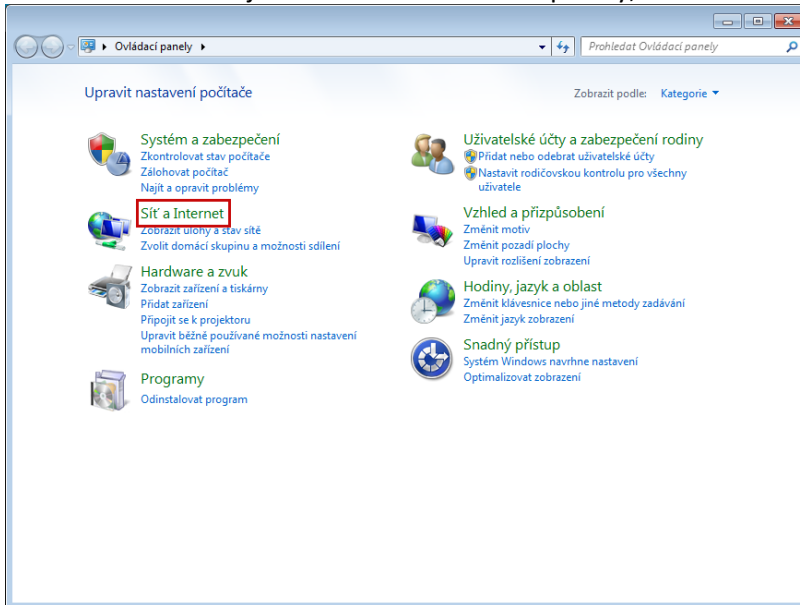 Ovládací panely
Prohledat Ovládací panely
Upravit nastavení počítače
Zobrazit podle: Kategorie
Systém a zabezpečení
Zkontrolovat stav počítače
Zálohovat počítač
Najít a opravit problémy
Síť a Internet
Zobrazit úlohy a stav sítě
Zvolit domácí skupinu a možnosti sdílení
Hardware a zvuk
Zobrazit zařízení a tiskárny
Přidat zařízení
Připojit se k projektoru
Upravit běžně používané možnosti nastavení
mobilních zařízení
Programy
Odinstalovat program
Uživatelské účty a zabezpečení rodiny
Přidat nebo odebrat uživatelské účty
Nastavit rodičovskou kontrolu pro všechny
uživatele
Vzhled a přizpůsobení
Změnit motiv
Změnit pozadí plochy
Upravit rozlišení zobrazení
Hodiny, jazyk a oblast
Změnit klávesnice nebo jiné metody zadávání
Změnit jazyk zobrazení
Snadný přístup
Systém Windows navrhne nastavení
Optimalizovat zobrazení